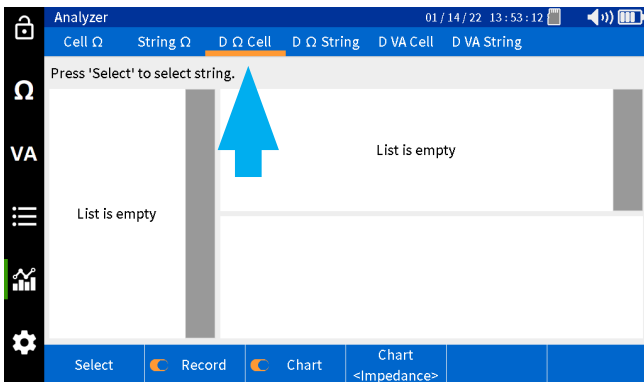 Analyzer 01/14/22 13:53:12
Cell Ω String Ω D Ω Cell D Ω String D VA Cell D VA String
Press 'Select' to select string.
Ω
VA
List is empty
List is empty
Select Record Chart Chart
<Impedance>